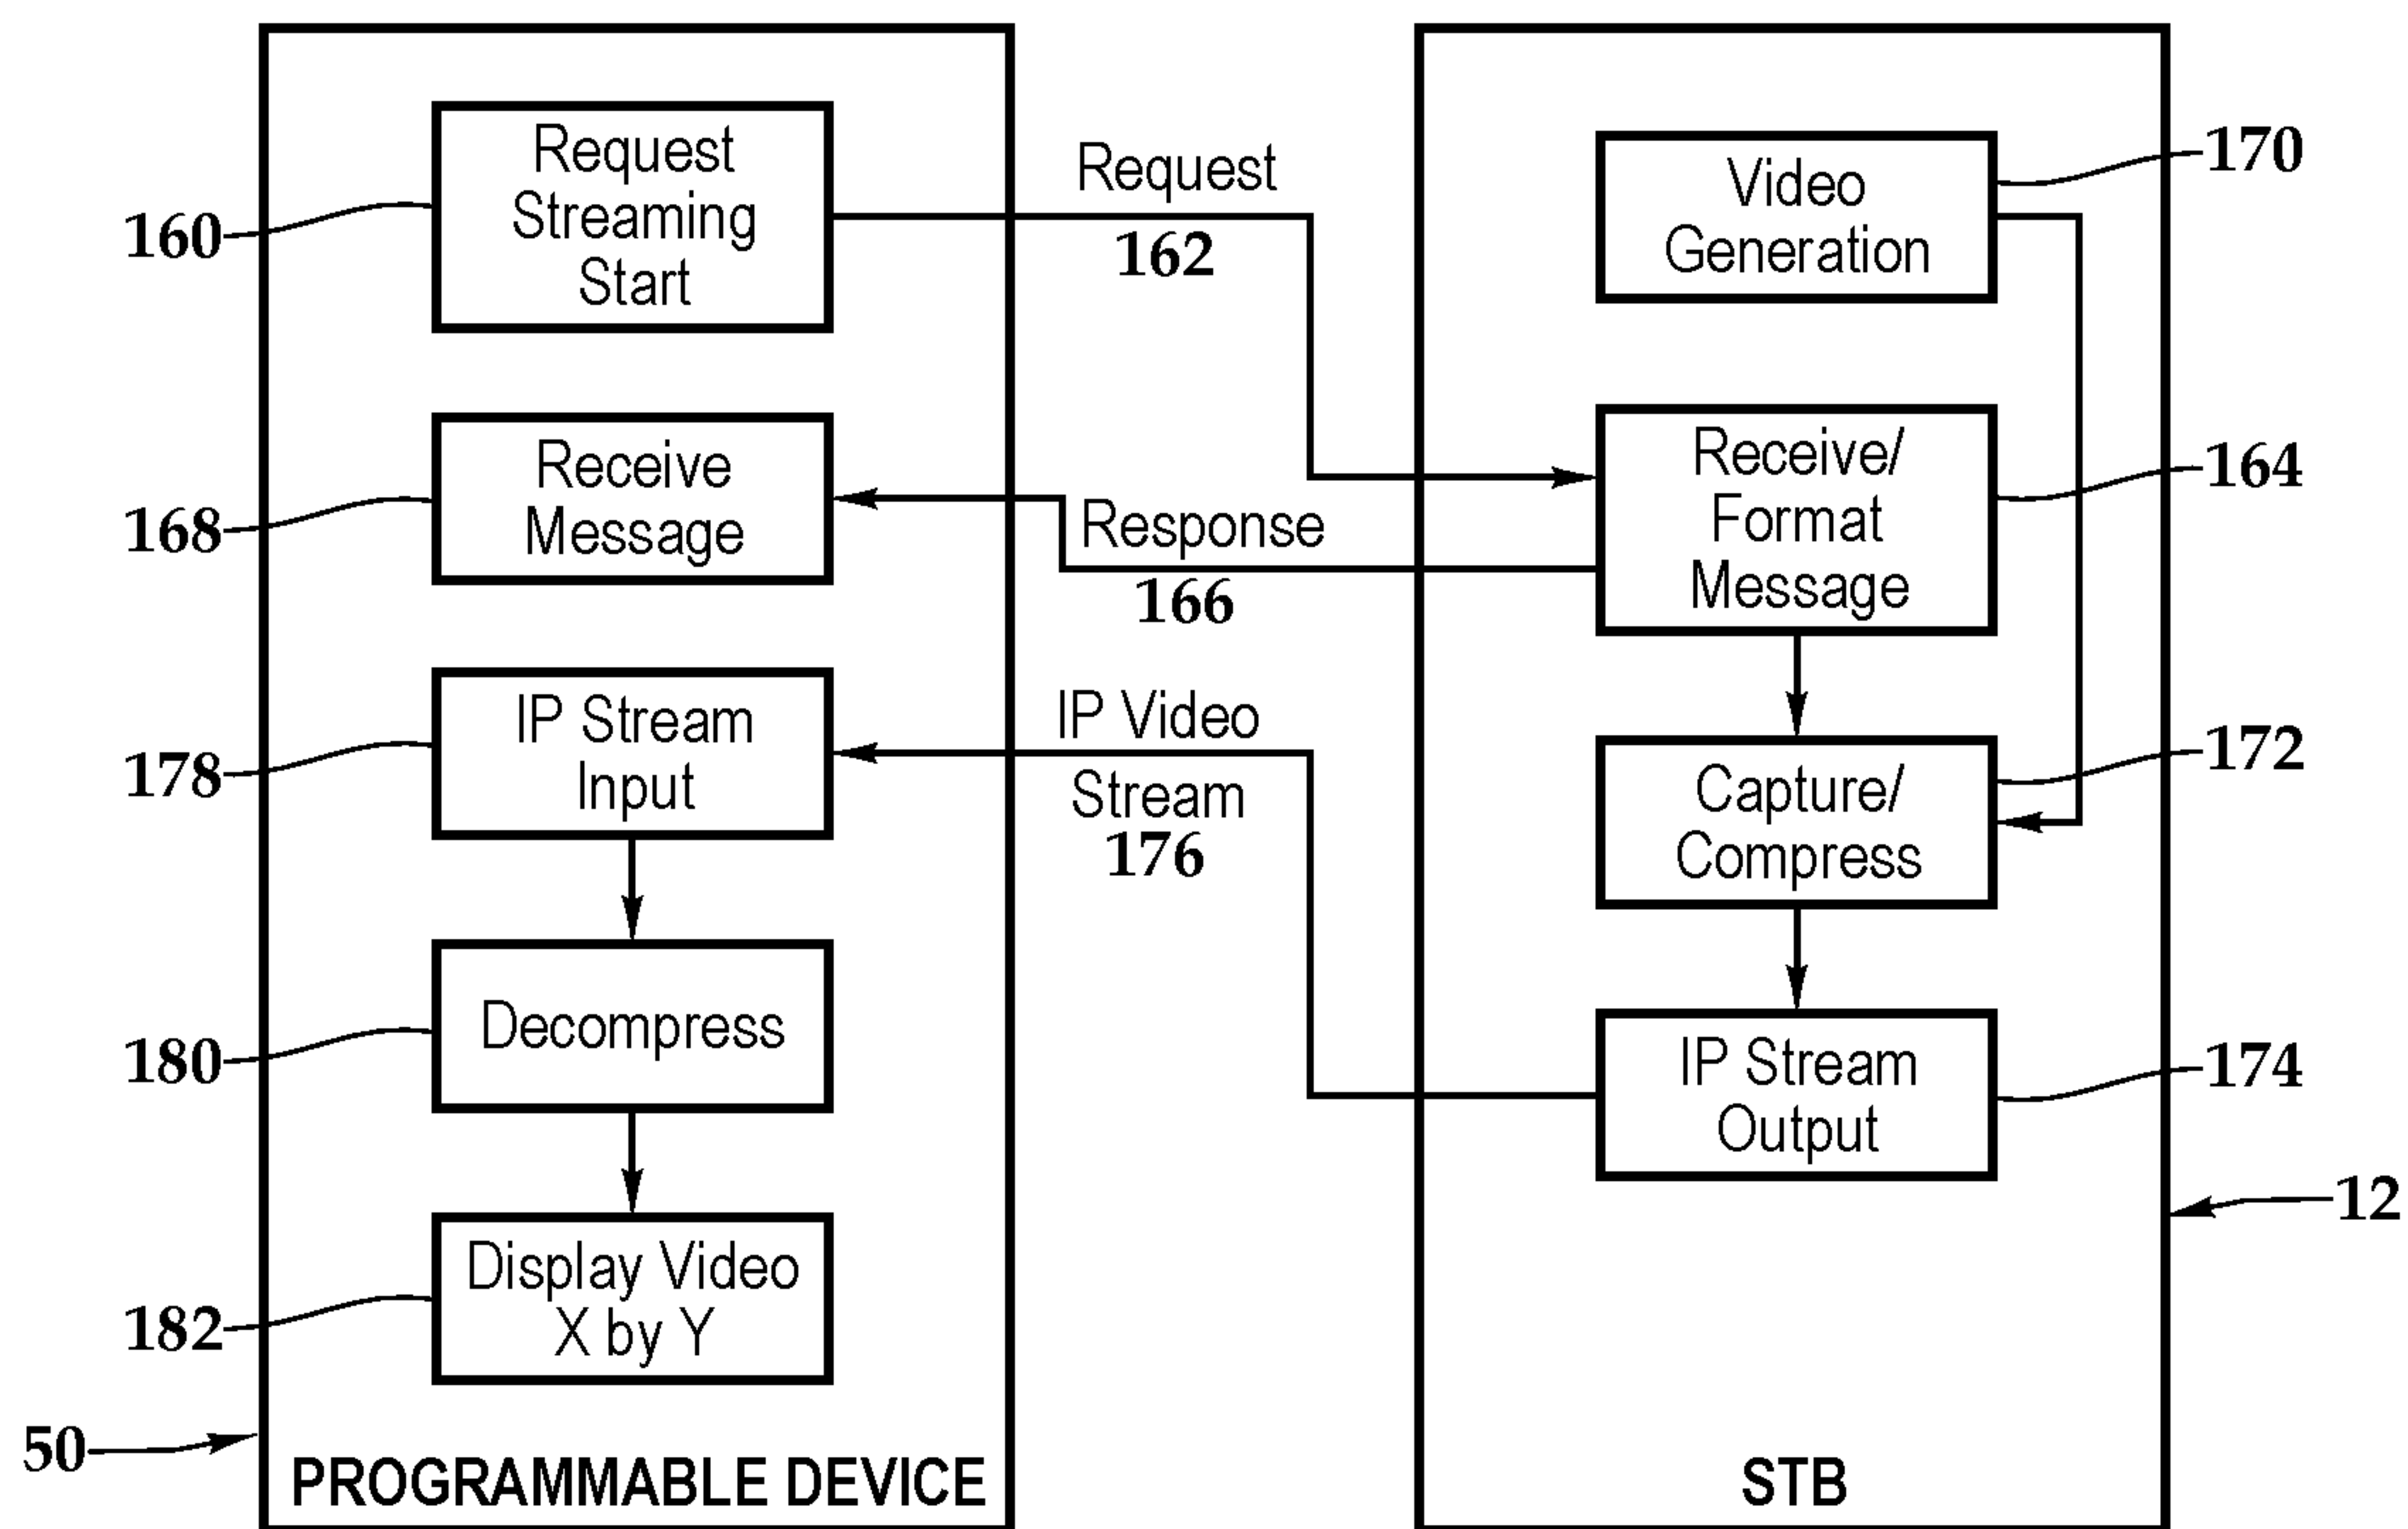 Request
Streaming
Start
160
Request
162
Video
Generation
170
Receive
Message
168
Response
166
Receive/
Format
Message
164
IP Stream
Input
178
IP Video
Stream
176
Capture/
Compress
172
Decompress
180
IP Stream
Output
174
12
Display Video
X by Y
182
50
PROGRAMMABLE DEVICE
STB